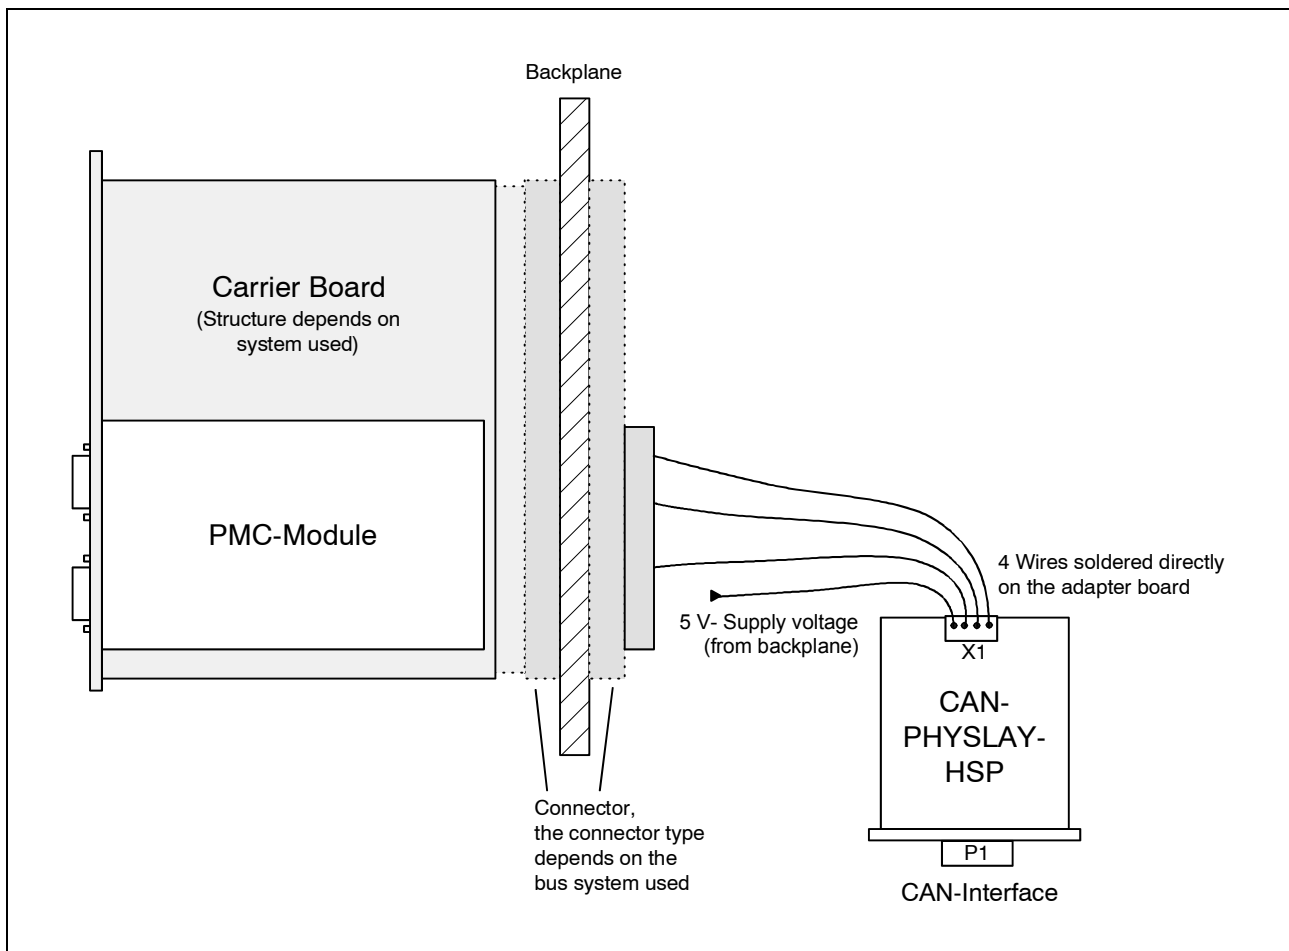 Backplane
Carrier Board
(Structure depends on
system used)
PMC-Module
4 Wires soldered directly
on the adapter board
5 V- Supply voltage
(from backplane)
X1
CAN-
PHYSLAY-
HSP
Connector,
the connector type
depends on the
bus system used
P1
CAN-Interface